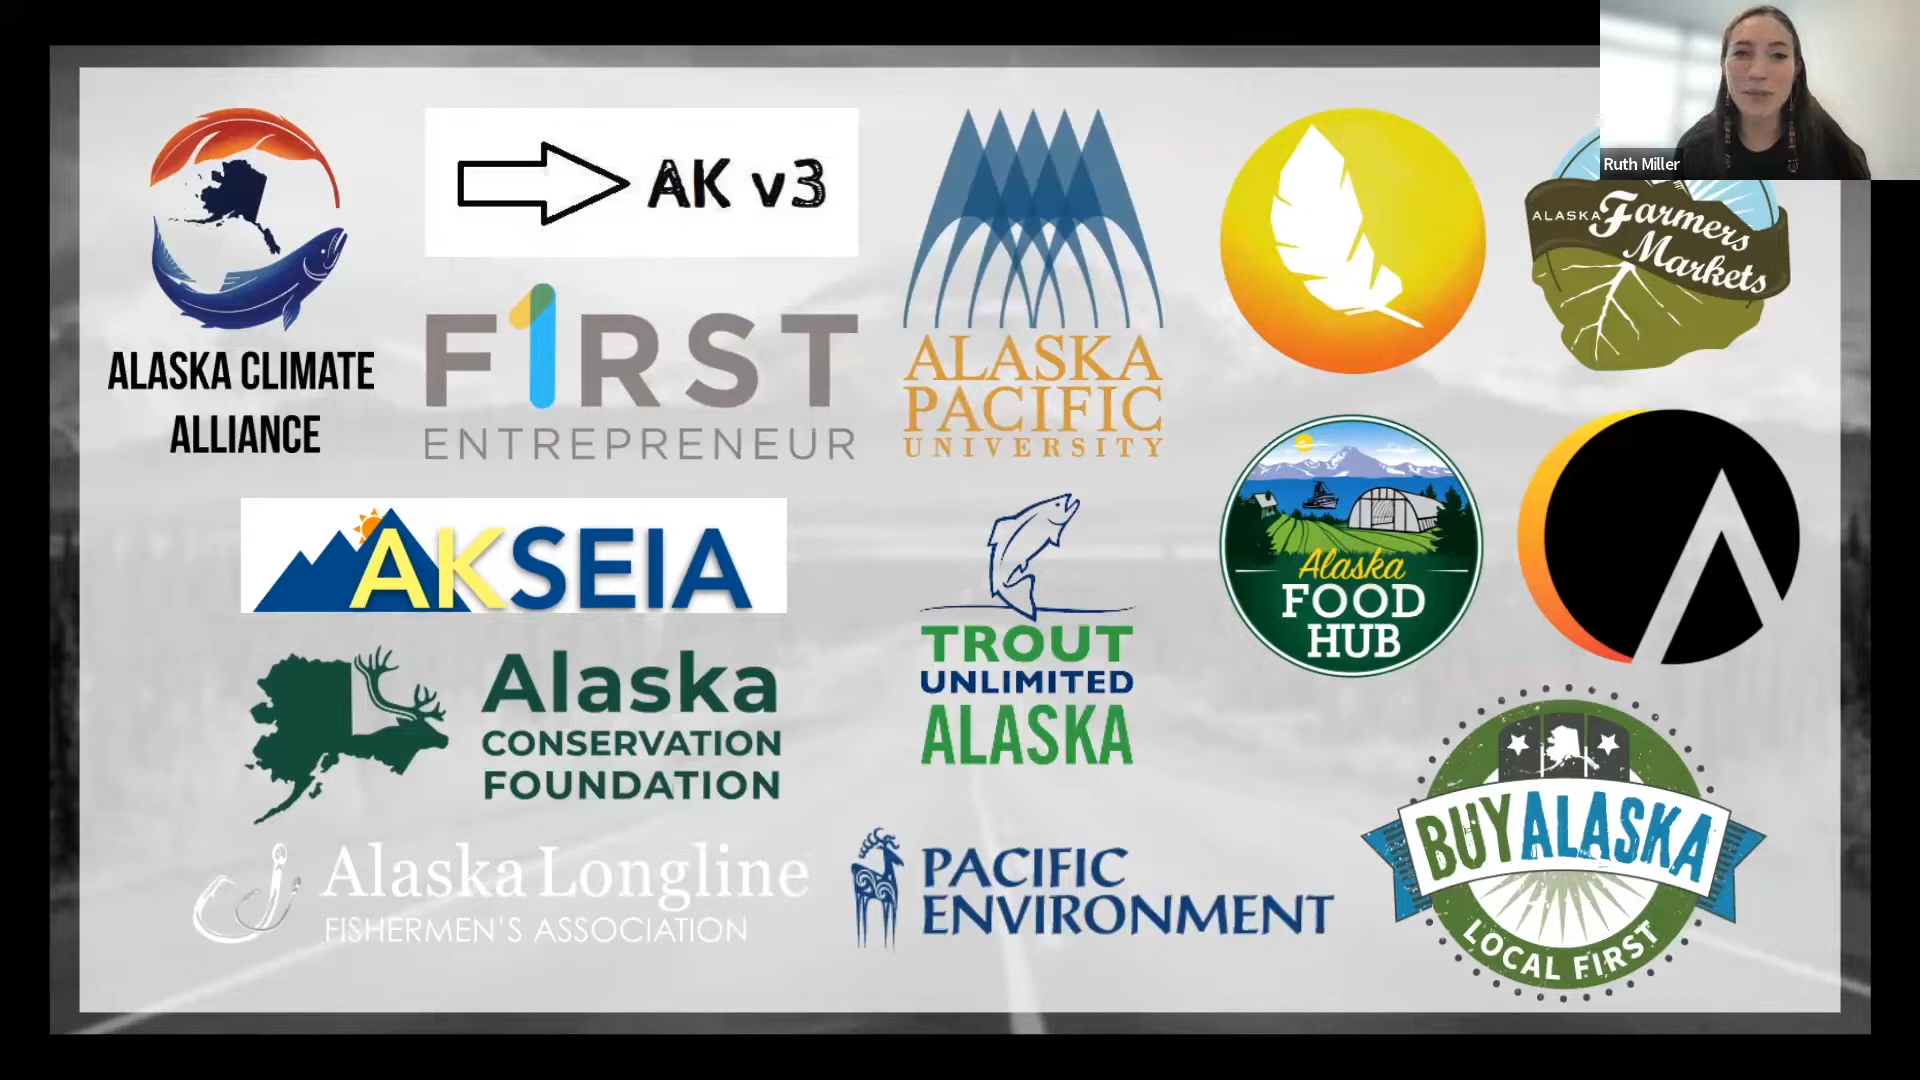 Ruth Miller
ALASKA CLIMATE
ALLIANCE
AK v3
F1RST
ENTREPRENEUR
ALASKA
PACIFIC
UNIVERSITY
ALASKA Farmers
Markets
AKSEIA
TROUT
UNLIMITED
ALASKA
Alaska
FOOD
HUB
Alaska
CONSERVATION
FOUNDATION
BUY ALASKA
LOCAL FIRST
Alaska Longline
FISHERMEN'S ASSOCIATION
PACIFIC
ENVIRONMENT